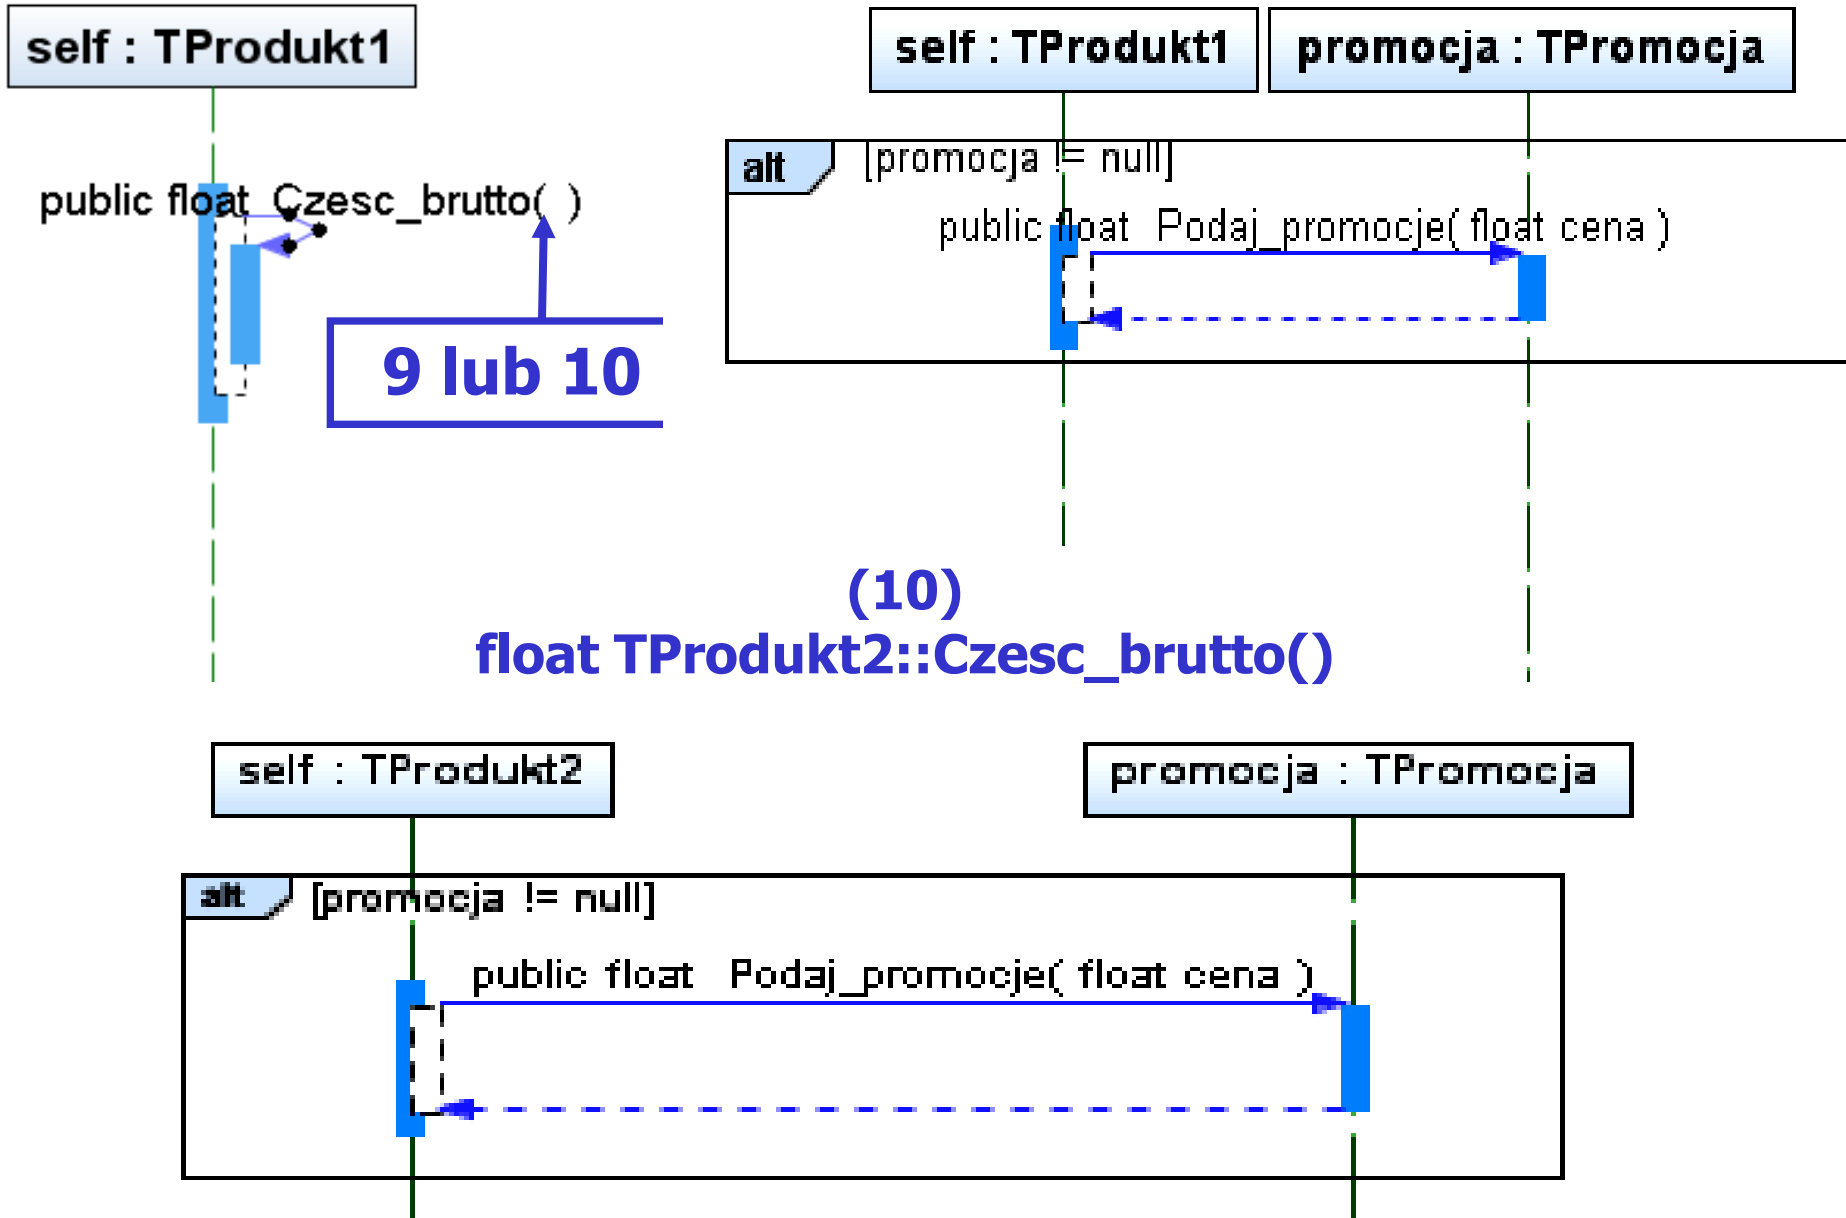 self : TProdukt1
public float Czesc_brutto( )
9 lub 10
self : TProdukt1
promocja : TPromocja
alt [promocja != null]
public float Podaj_promocje( float cena )
(10)
float TProdukt2::Czesc_brutto()
self : TProdukt2
promocja : TPromocja
alt [promocja != null]
public float Podaj_promocje( float cena )